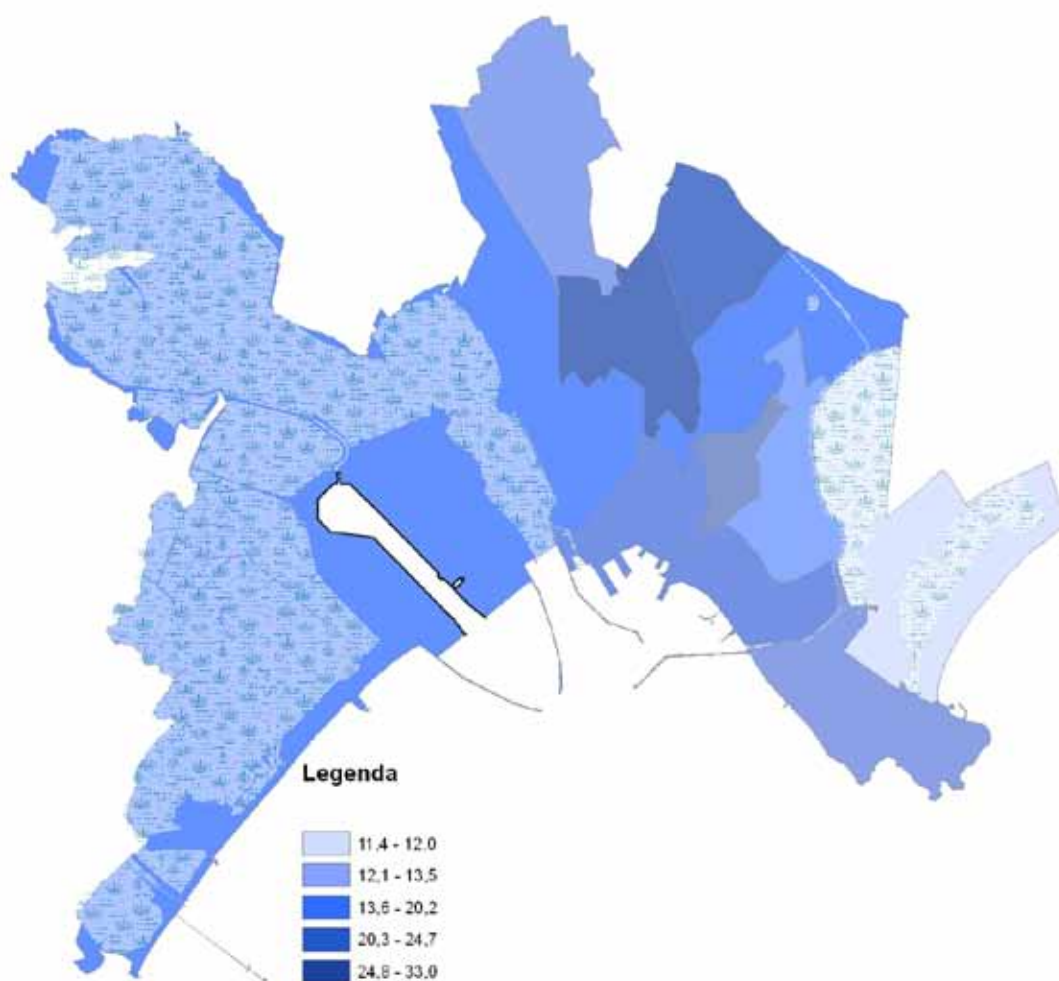 Legenda
11,4 - 12,0
12,1 - 13,5
13,6 - 20,2
20,3 - 24,7
24,8 - 33,0